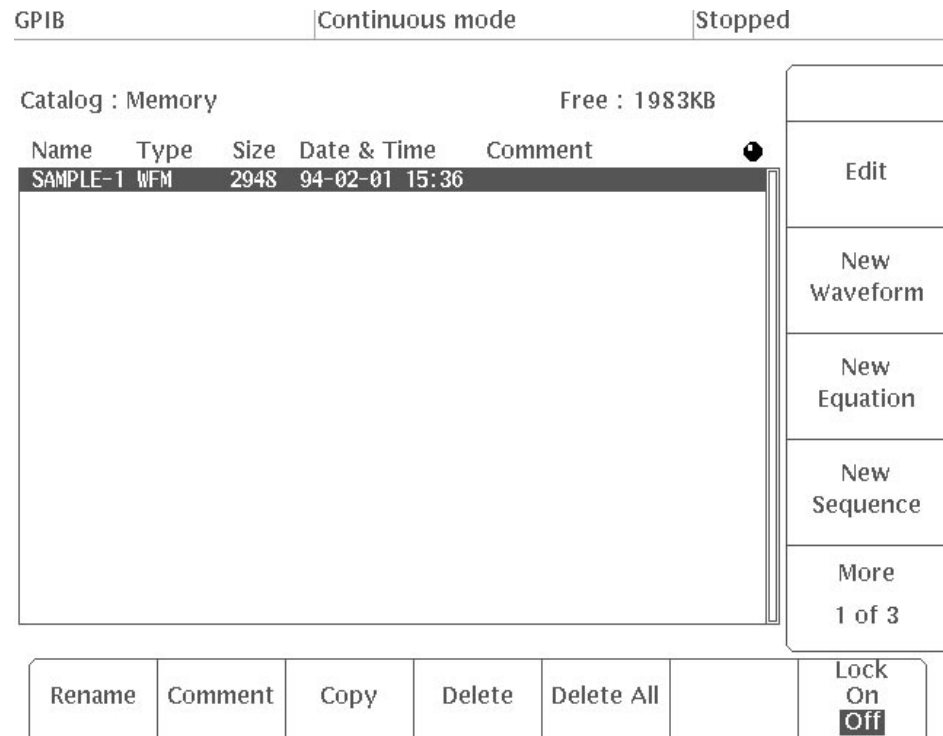 GPIB Continuous mode Stopped
Catalog : Memory Free : 1983KB
Name Type Size Date & Time Comment
SAMPLE-1 WFM 2948 94-02-01 15:36
Edit
New
Waveform
New
Equation
New
Sequence
More
1 of 3
Rename Comment Copy Delete Delete All
Lock
On
Off